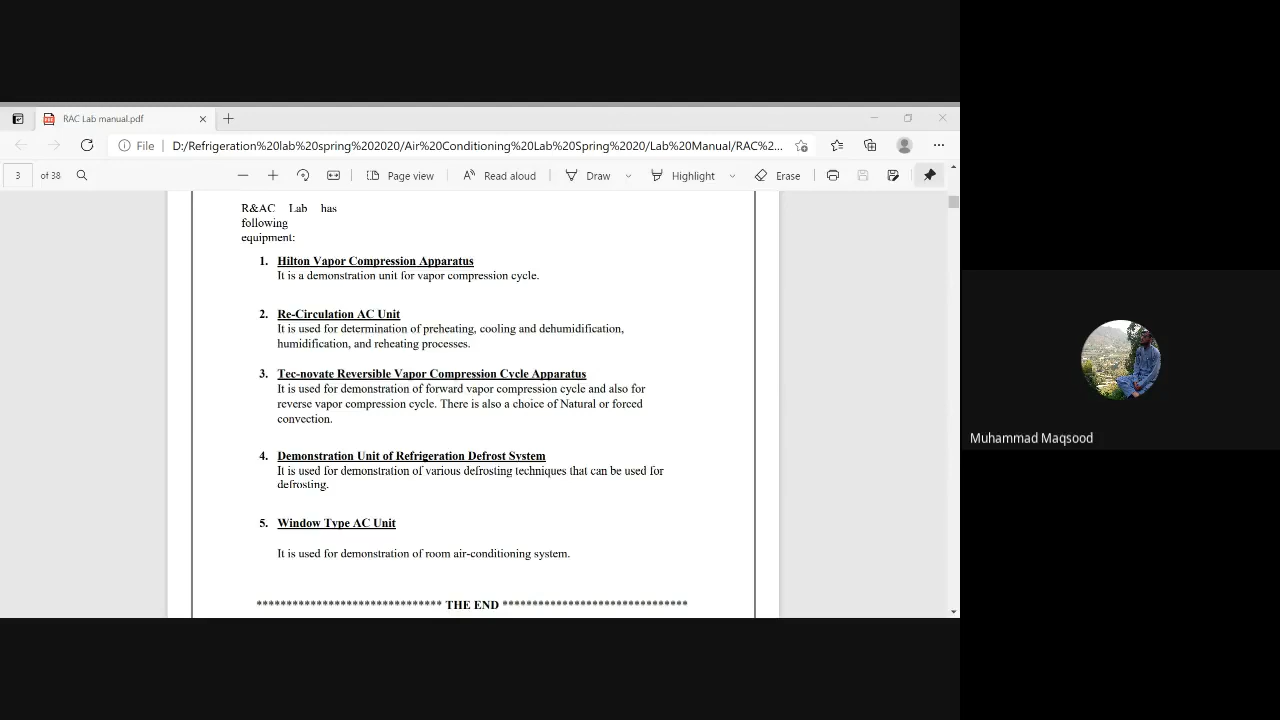 RAC Lab manual.pdf
File | D:/Refrigeration%20lab%20spring%202020/Air%20Conditioning%20Lab%20Spring%2020/Lab%20Manual/RAC%2...
3 of 38
Page view
Read aloud
Draw
Highlight
Erase
R&AC Lab has
following
equipment:
1. Hilton Vapor Compression Apparatus
It is a demonstration unit for vapor compression cycle.
2. Re-Circulation AC Unit
It is used for determination of preheating, cooling and dehumidification,
humidification, and reheating processes.
3. Tec-novate Reversible Vapor Compression Cycle Apparatus
It is used for demonstration of forward vapor compression cycle and also for
reverse vapor compression cycle. There is also a choice of Natural or forced
convection.
4. Demonstration Unit of Refrigeration Defrost System
It is used for demonstration of various defrosting techniques that can be used for
defrosting.
5. Window Type AC Unit
It is used for demonstration of room air-conditioning system.
******************************* THE END *******************************
Muhammad Maqsood